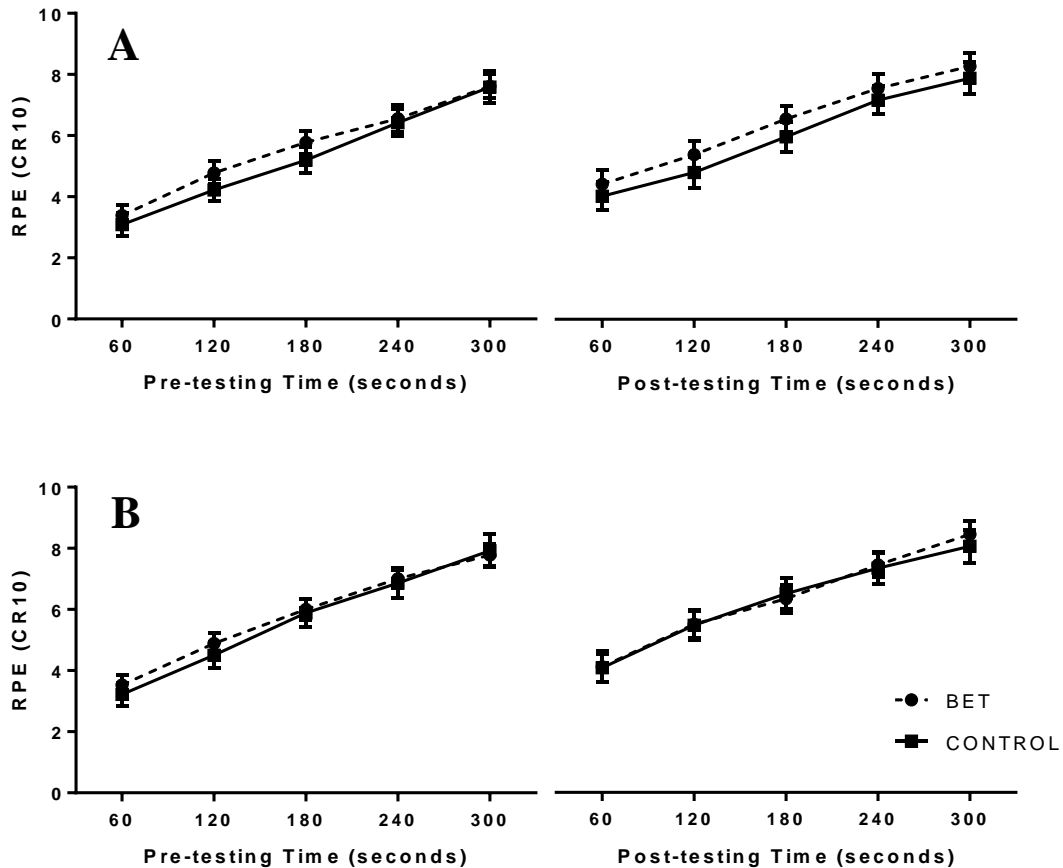 A
10
8
6
4
2
0
RPE (CR10)
60 120 180 240 300
Pre-testing Time (seconds)
60 120 180 240 300
Post-testing Time (seconds)
B
10
8
6
4
2
0
RPE (CR10)
60 120 180 240 300
Pre-testing Time (seconds)
BET
CONTROL
60 120 180 240 300
Post-testing Time (seconds)